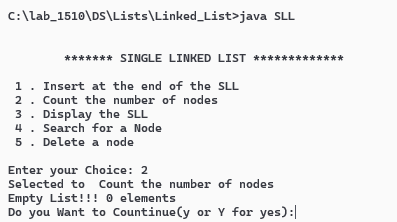 C:\lab_1510\DS\Lists\Linked_List>java SLL
******* SINGLE LINKED LIST *************
1 . Insert at the end of the SLL
2 . Count the number of nodes
3 . Display the SLL
4 . Search for a Node
5 . Delete a node
Enter your Choice: 2
Selected to  Count the number of nodes
Empty List!!! 0 elements
Do you Want to Countinue(y or Y for yes):